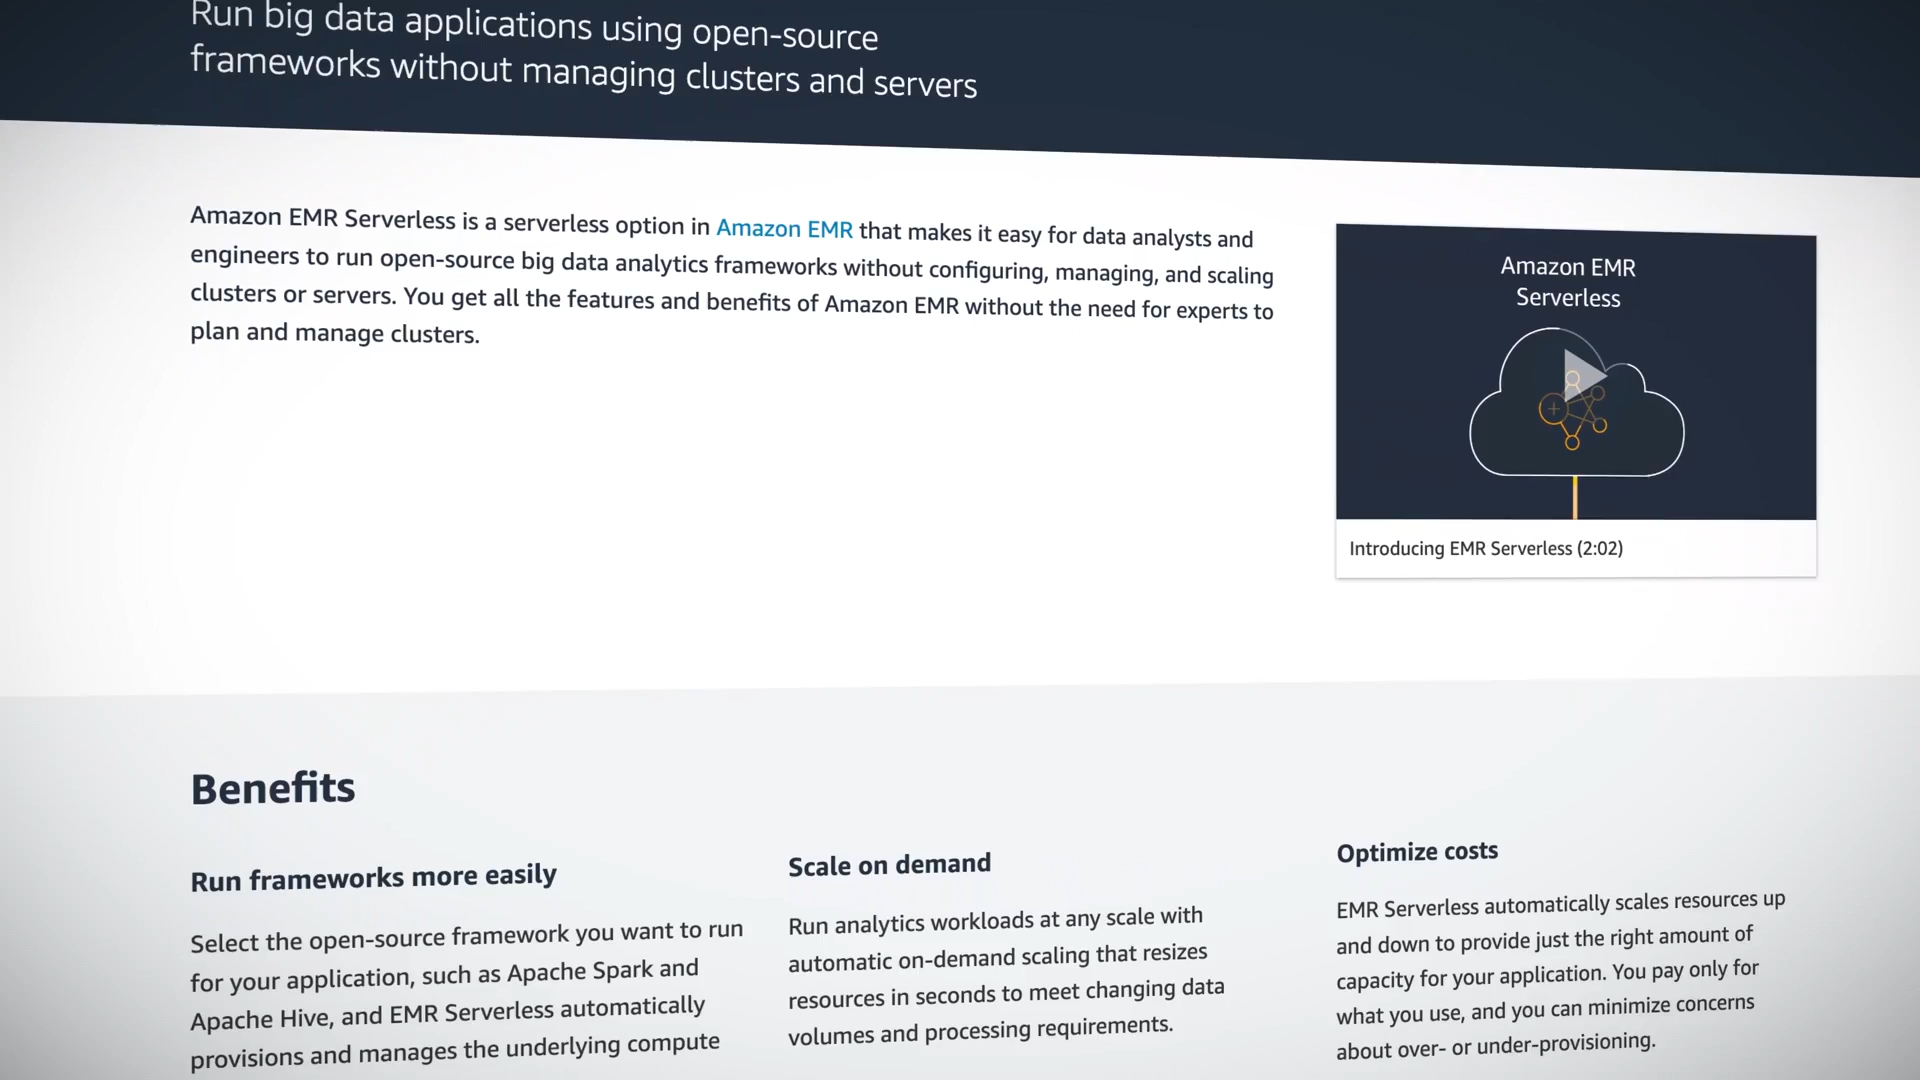 Run big data applications using open-source
frameworks without managing clusters and servers
Amazon EMR Serverless is a serverless option in Amazon EMR that makes it easy for data analysts and
engineers to run open-source big data analytics frameworks without configuring, managing, and scaling
clusters or servers. You get all the features and benefits of Amazon EMR without the need for experts to
plan and manage clusters.
Amazon EMR
Serverless
Introducing EMR Serverless (2:02)
Benefits
Run frameworks more easily
Select the open-source framework you want to run
for your application, such as Apache Spark and
Apache Hive, and EMR Serverless automatically
provisions and manages the underlying compute
Scale on demand
Run analytics workloads at any scale with
automatic on-demand scaling that resizes
resources in seconds to meet changing data
volumes and processing requirements.
Optimize costs
EMR Serverless automatically scales resources up
and down to provide just the right amount of
capacity for your application. You pay only for
what you use, and you can minimize concerns
about over- or under-provisioning.